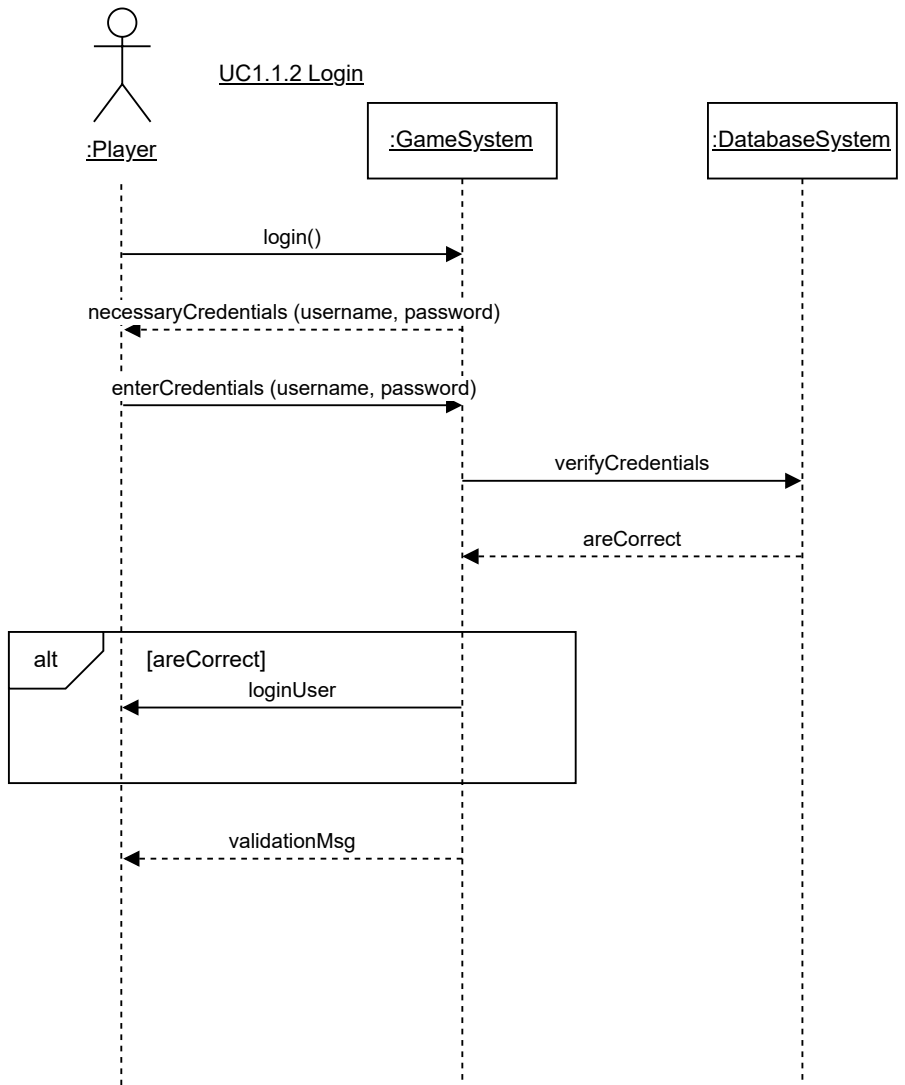 UC1.1.2 Login
:Player
:GameSystem
:DatabaseSystem
login()
necessaryCredentials (username, password)
enterCredentials (username, password)
verifyCredentials
areCorrect
alt
[areCorrect]
loginUser
validationMsg